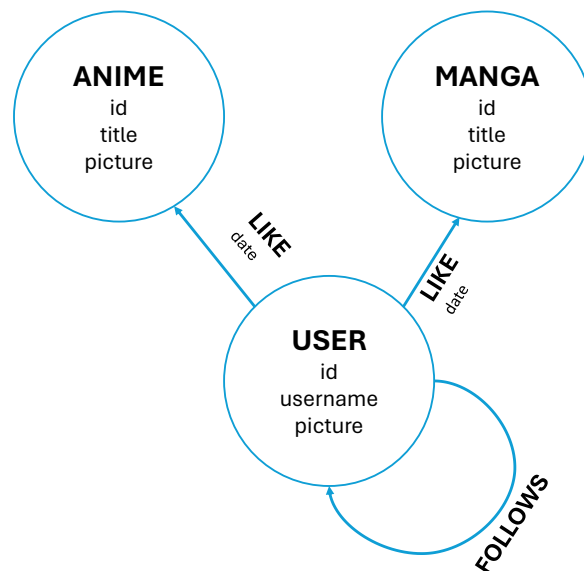 ANIME
id
title
picture
MANGA
id
title
picture
LIKE
date
LIKE
date
USER
id
username
picture
FOLLOWS